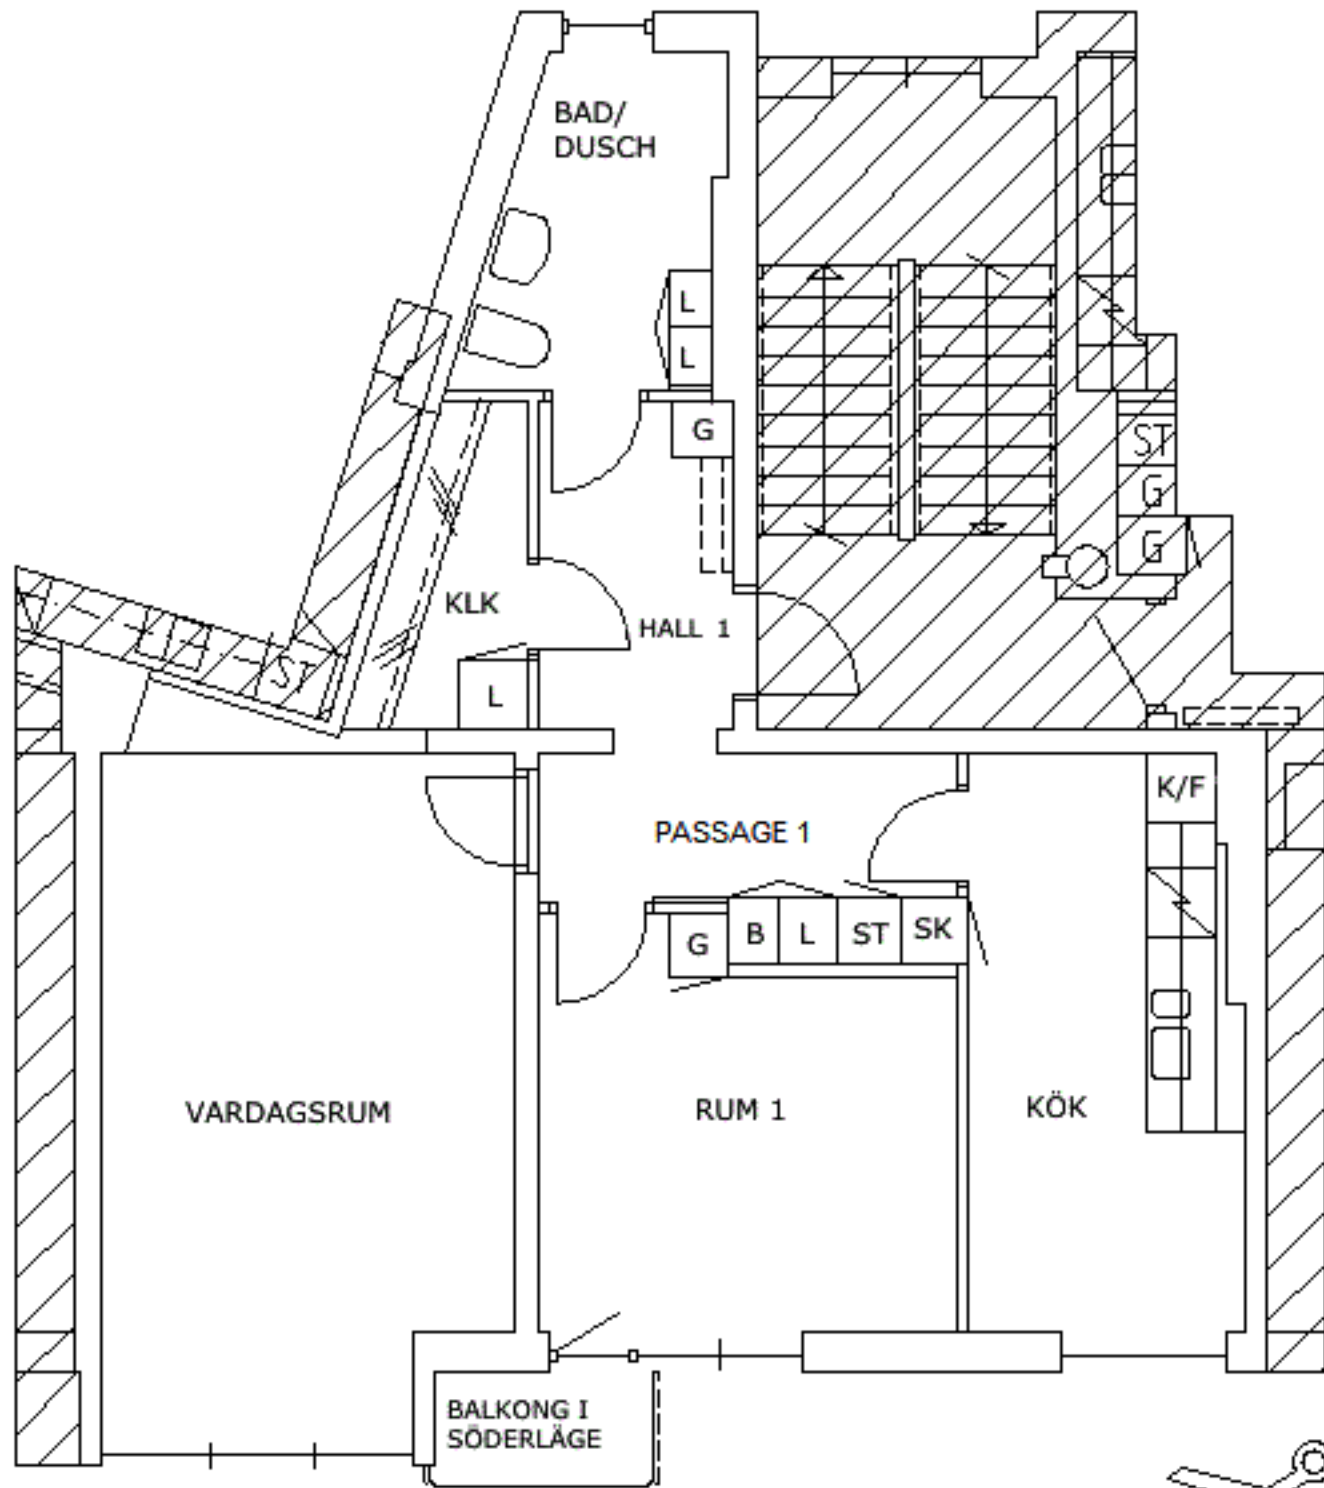 BAD/
DUSCH
L
L
G
ST
G
G
KLK
HALL 1
ST
L
K/F
PASSAGE 1
G B L ST SK
VARDAGSRUM
RUM 1
KÖK
BALKONG I
SÖDERLÄGE